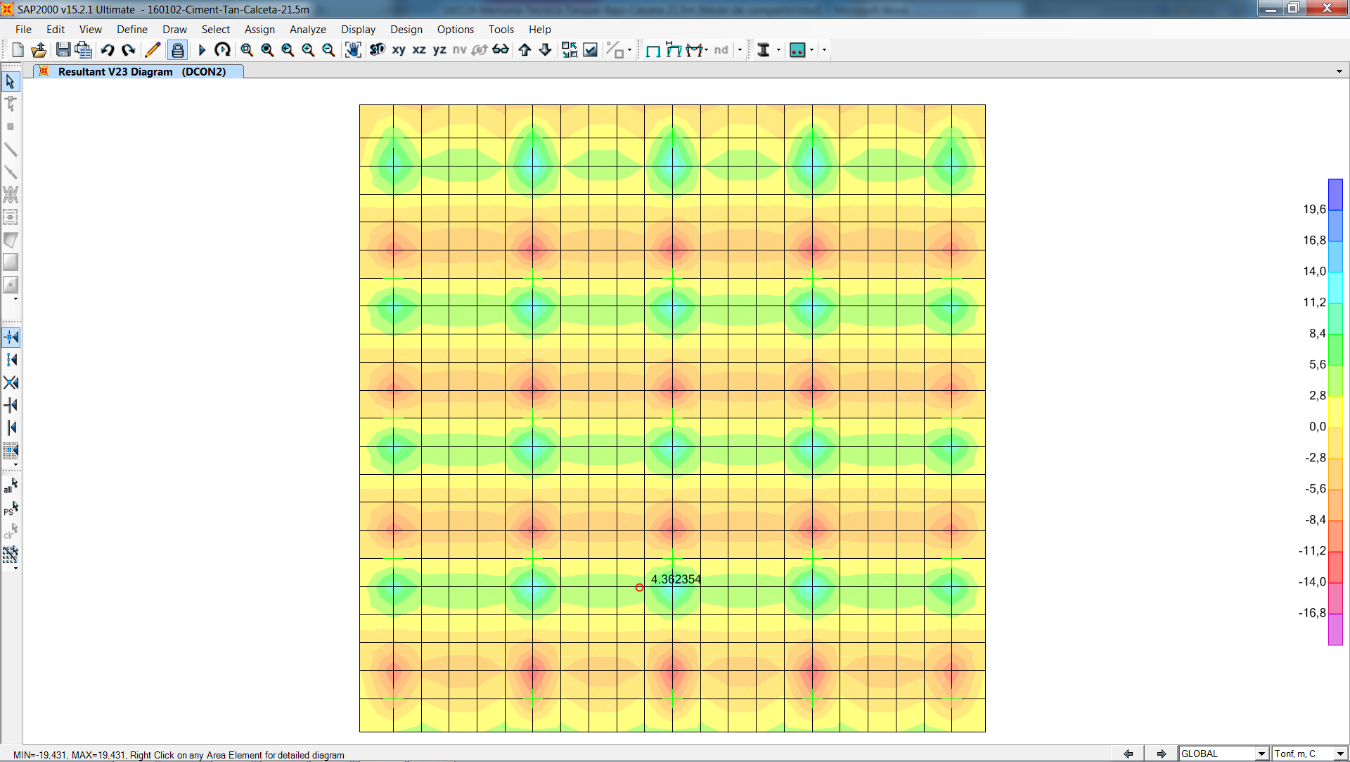 SAP2000 v15.2.1 Ultimate - 160102-Ciment-Tan-Calceta-21.5m
File Edit View Define Draw Select Assign Analyze Display Design Options Tools Help
3D xy xz yz nv nd
Resultant V23 Diagram (DCON2)
19,6
16,8
14,0
11,2
8,4
5,6
2,8
0,0
-2,8
-5,6
-8,4
-11,2
-14,0
-16,8
4.362354
all
PS
clr
MIN=-19.431, MAX=19.431, Right Click on any Area Element for detailed diagram
GLOBAL
Tonf, m, C